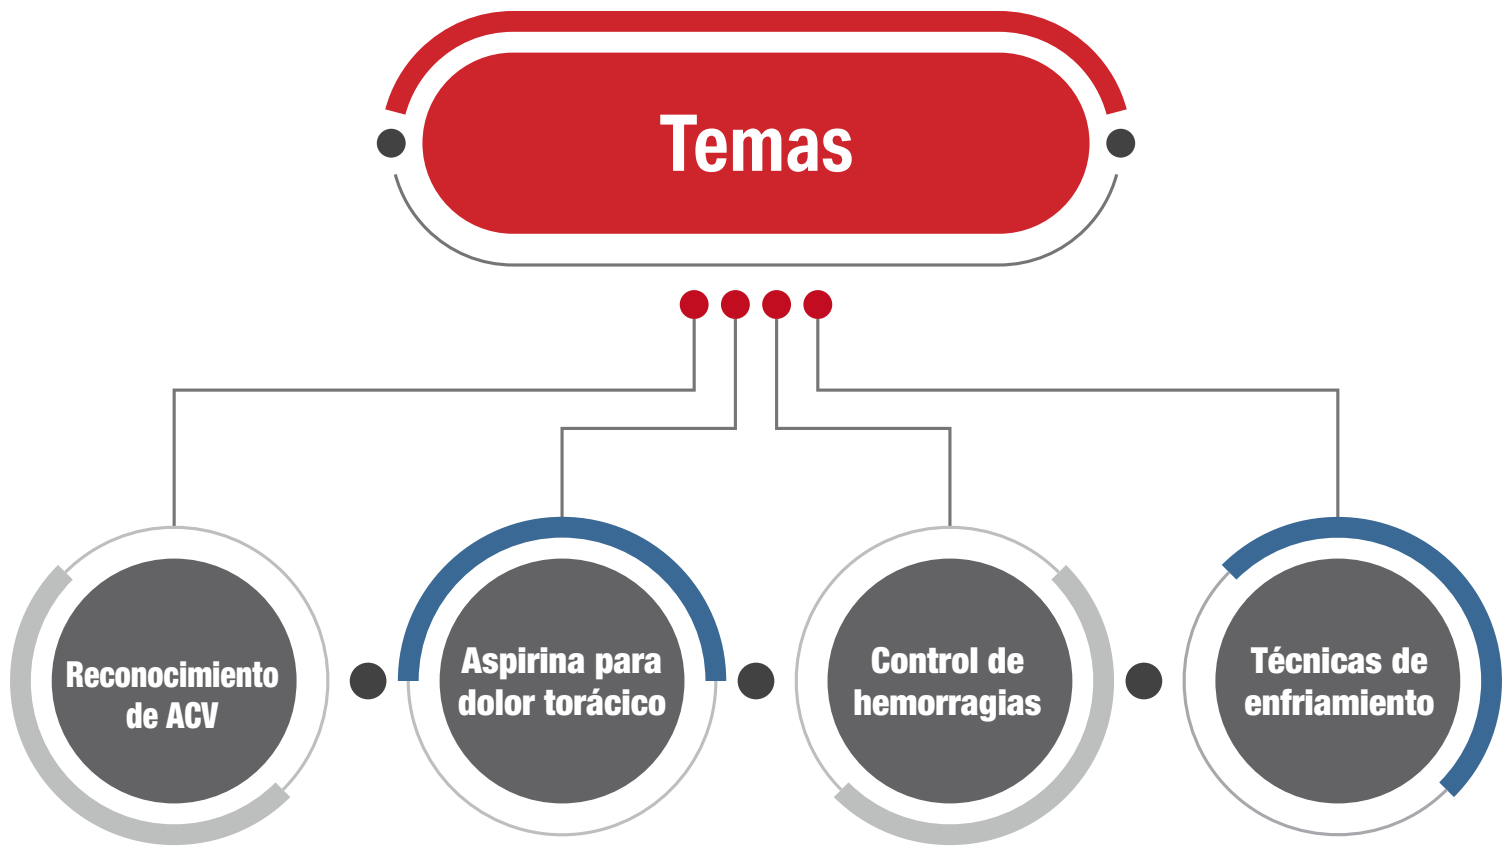 Temas
Reconocimiento
de ACV
Aspirina para
dolor torácico
Control de
hemorragias
Técnicas de
enfriamiento